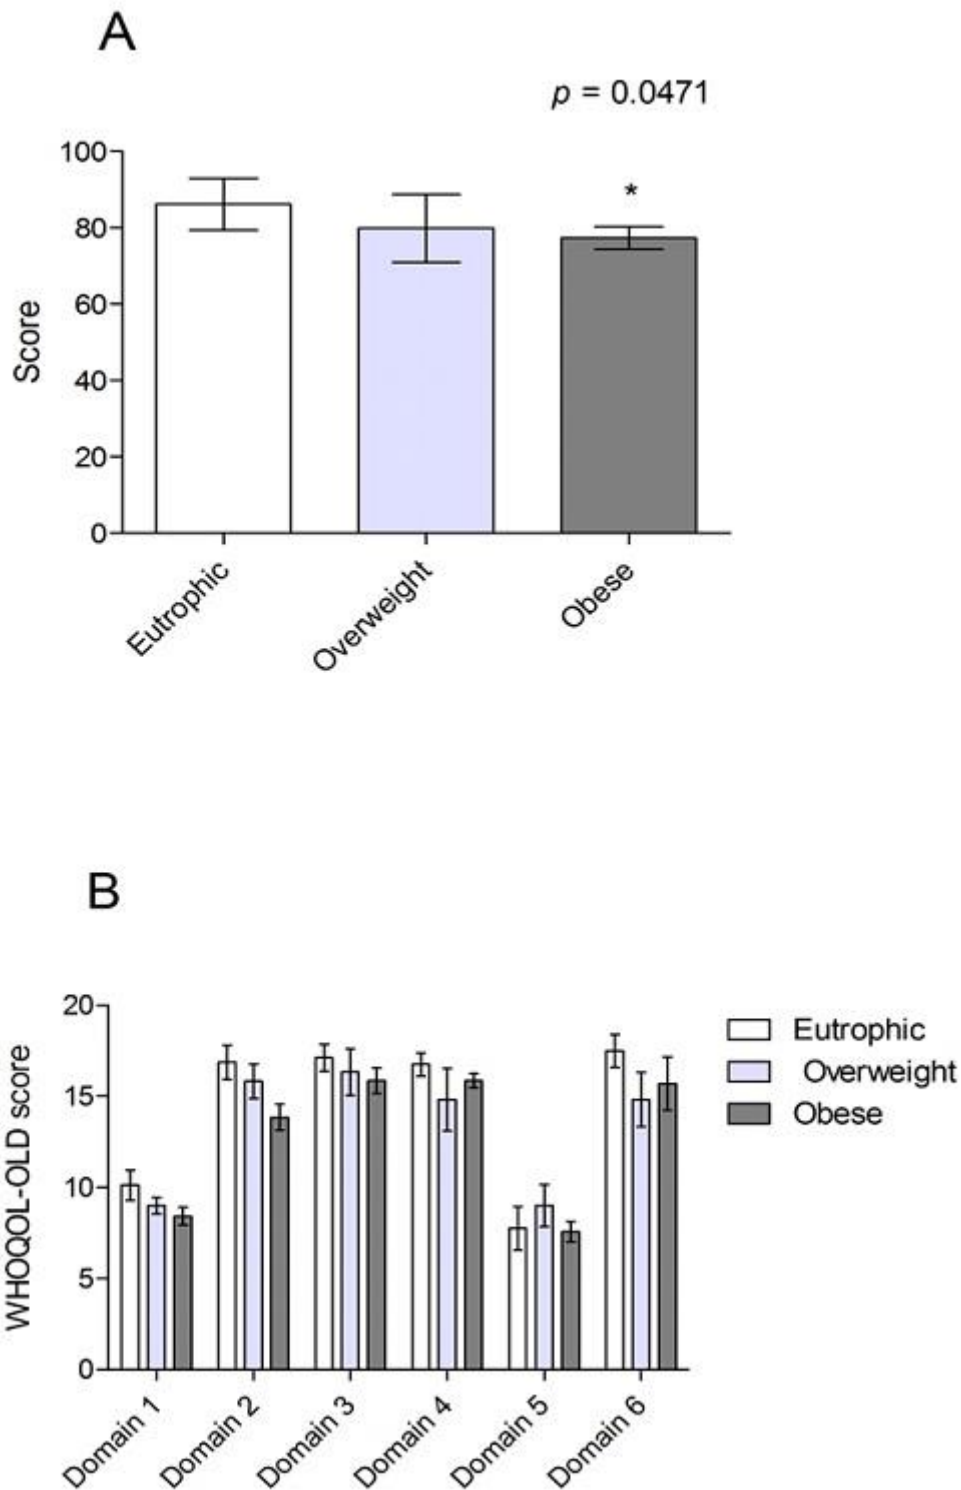 A
p = 0.0471
100
80
60
40
20
0
Score
*
Eutrophic
Overweight
Obese
B
20
15
10
5
0
WHOQOL-OLD score
Eutrophic
Overweight
Obese
Domain 1
Domain 2
Domain 3
Domain 4
Domain 5
Domain 6